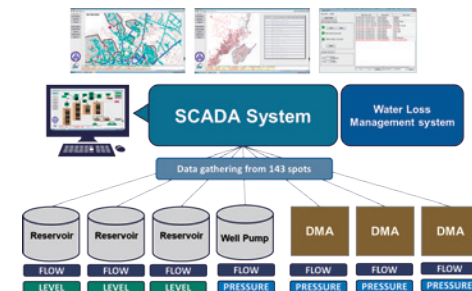 SCADA System
Water Loss
Management system
Data gathering from 143 spots
Reservoir
Reservoir
Reservoir
Well Pump
DMA
DMA
DMA
FLOW
FLOW
FLOW
FLOW
FLOW
FLOW
FLOW
LEVEL
LEVEL
LEVEL
PRESSURE
PRESSURE
PRESSURE
PRESSURE